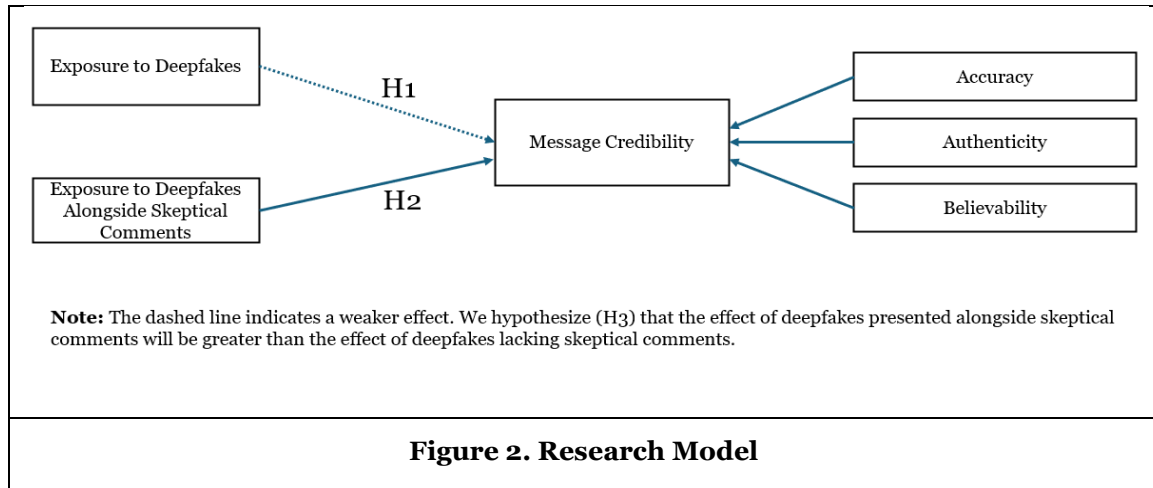 Exposure to Deepfakes
H1
Exposure to Deepfakes
Alongside Skeptical
Comments
H2
Message Credibility
Accuracy
Authenticity
Believability
Note: The dashed line indicates a weaker effect. We hypothesize (H3) that the effect of deepfakes presented alongside skeptical
comments will be greater than the effect of deepfakes lacking skeptical comments.
Figure 2. Research Model